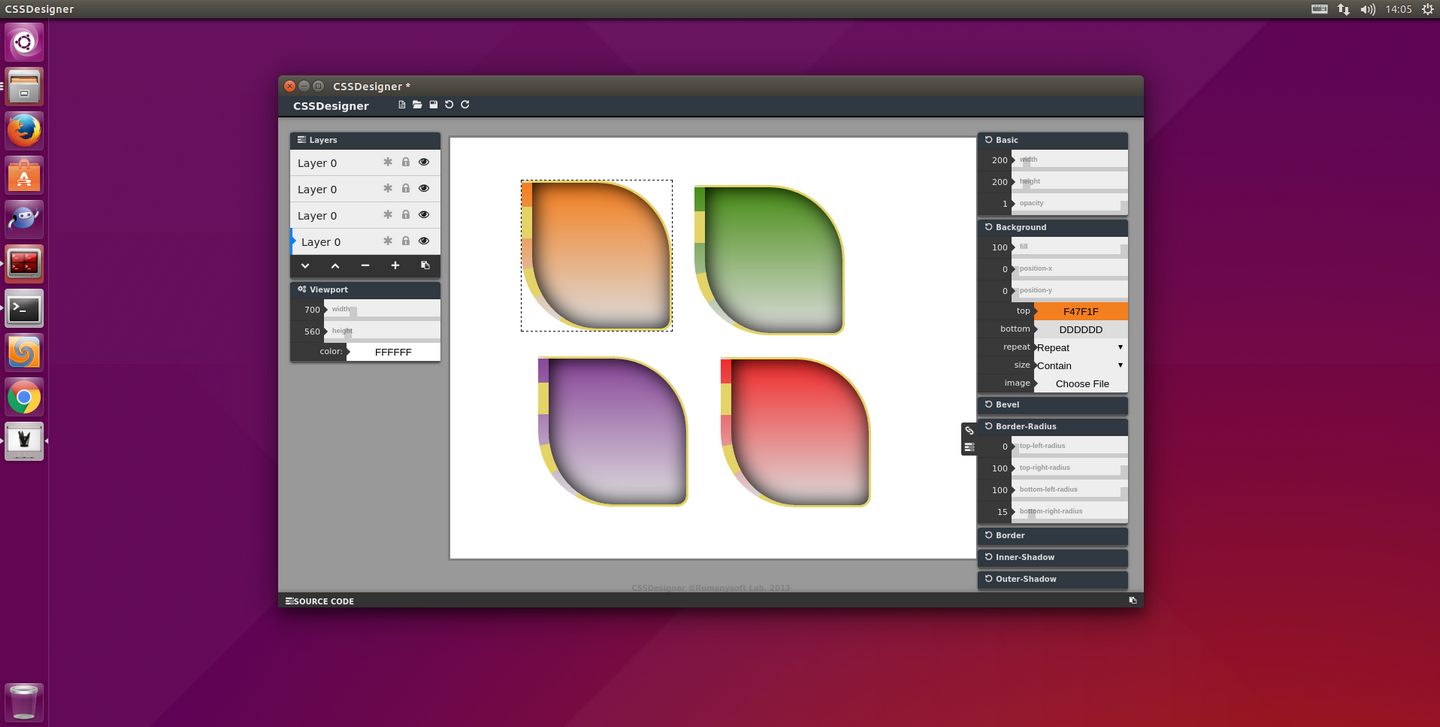 CSSDesigner
14:05
CSSDesigner *
CSSDesigner
Layers
Layer 0
Layer 0
Layer 0
Layer 0
Viewport
700 width
560 height
color: FFFFFF
Basic
200 width
200 height
1 opacity
Background
100 fill
0 position-x
0 position-y
top F47F1F
bottom DDDDDD
repeat Repeat
size Contain
image Choose File
Bevel
Border-Radius
0 top-left-radius
100 top-right-radius
100 bottom-left-radius
15 bottom-right-radius
Border
Inner-Shadow
Outer-Shadow
CSSDesigner ©Romanysoft Lab. 2013
SOURCE CODE